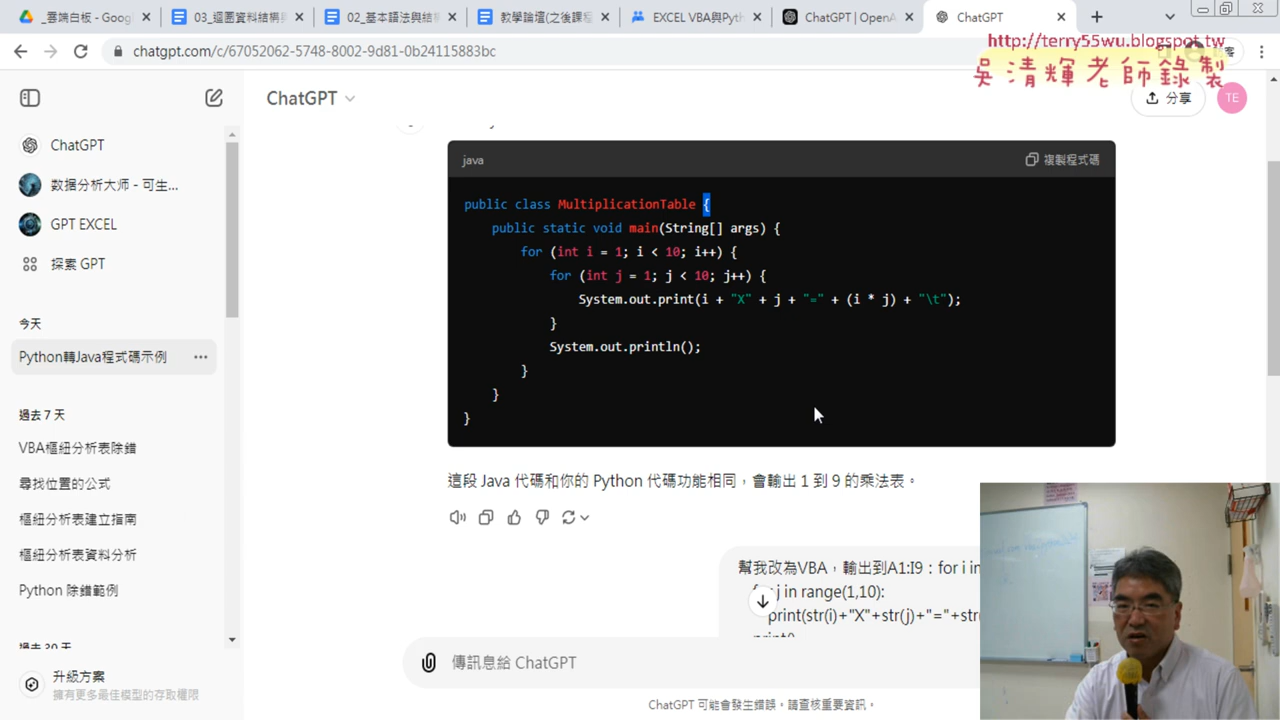 _雲端白板 - Goog
03_迴圈資料結構與
02_基本語法與結構
教學論壇(之後課程
EXCEL VBA與Pyth
ChatGPT | OpenA
ChatGPT
chatgpt.com/c/67052062-5748-8002-9d81-0b24115883bc
http://terry55wu.blogspot.tw
吳清輝老師錄製
ChatGPT
分享
TE
ChatGPT
数据分析大师 - 可生...
GPT EXCEL
探索 GPT
今天
Python轉Java程式碼示例
過去 7 天
VBA樞紐分析表除錯
尋找位置的公式
樞紐分析表建立指南
樞紐分析表資料分析
Python 除錯範例
升級方案
擁有更多最佳模型的存取權限
java
複製程式碼
public class MultiplicationTable {
public static void main(String[] args) {
for (int i = 1; i < 10; i++) {
for (int j = 1; j < 10; j++) {
System.out.print(i + "X" + j + "=" + (i * j) + "\t");
}
System.out.println();
}
}
}
這段 Java 代碼和你的 Python 代碼功能相同，會輸出 1 到 9 的乘法表。
幫我改為VBA，輸出到A1:I9：for i in
j in range(1,10):
print(str(i)+"X"+str(j)+"="+str
傳訊息給 ChatGPT
ChatGPT 可能會發生錯誤。請查核重要資訊。